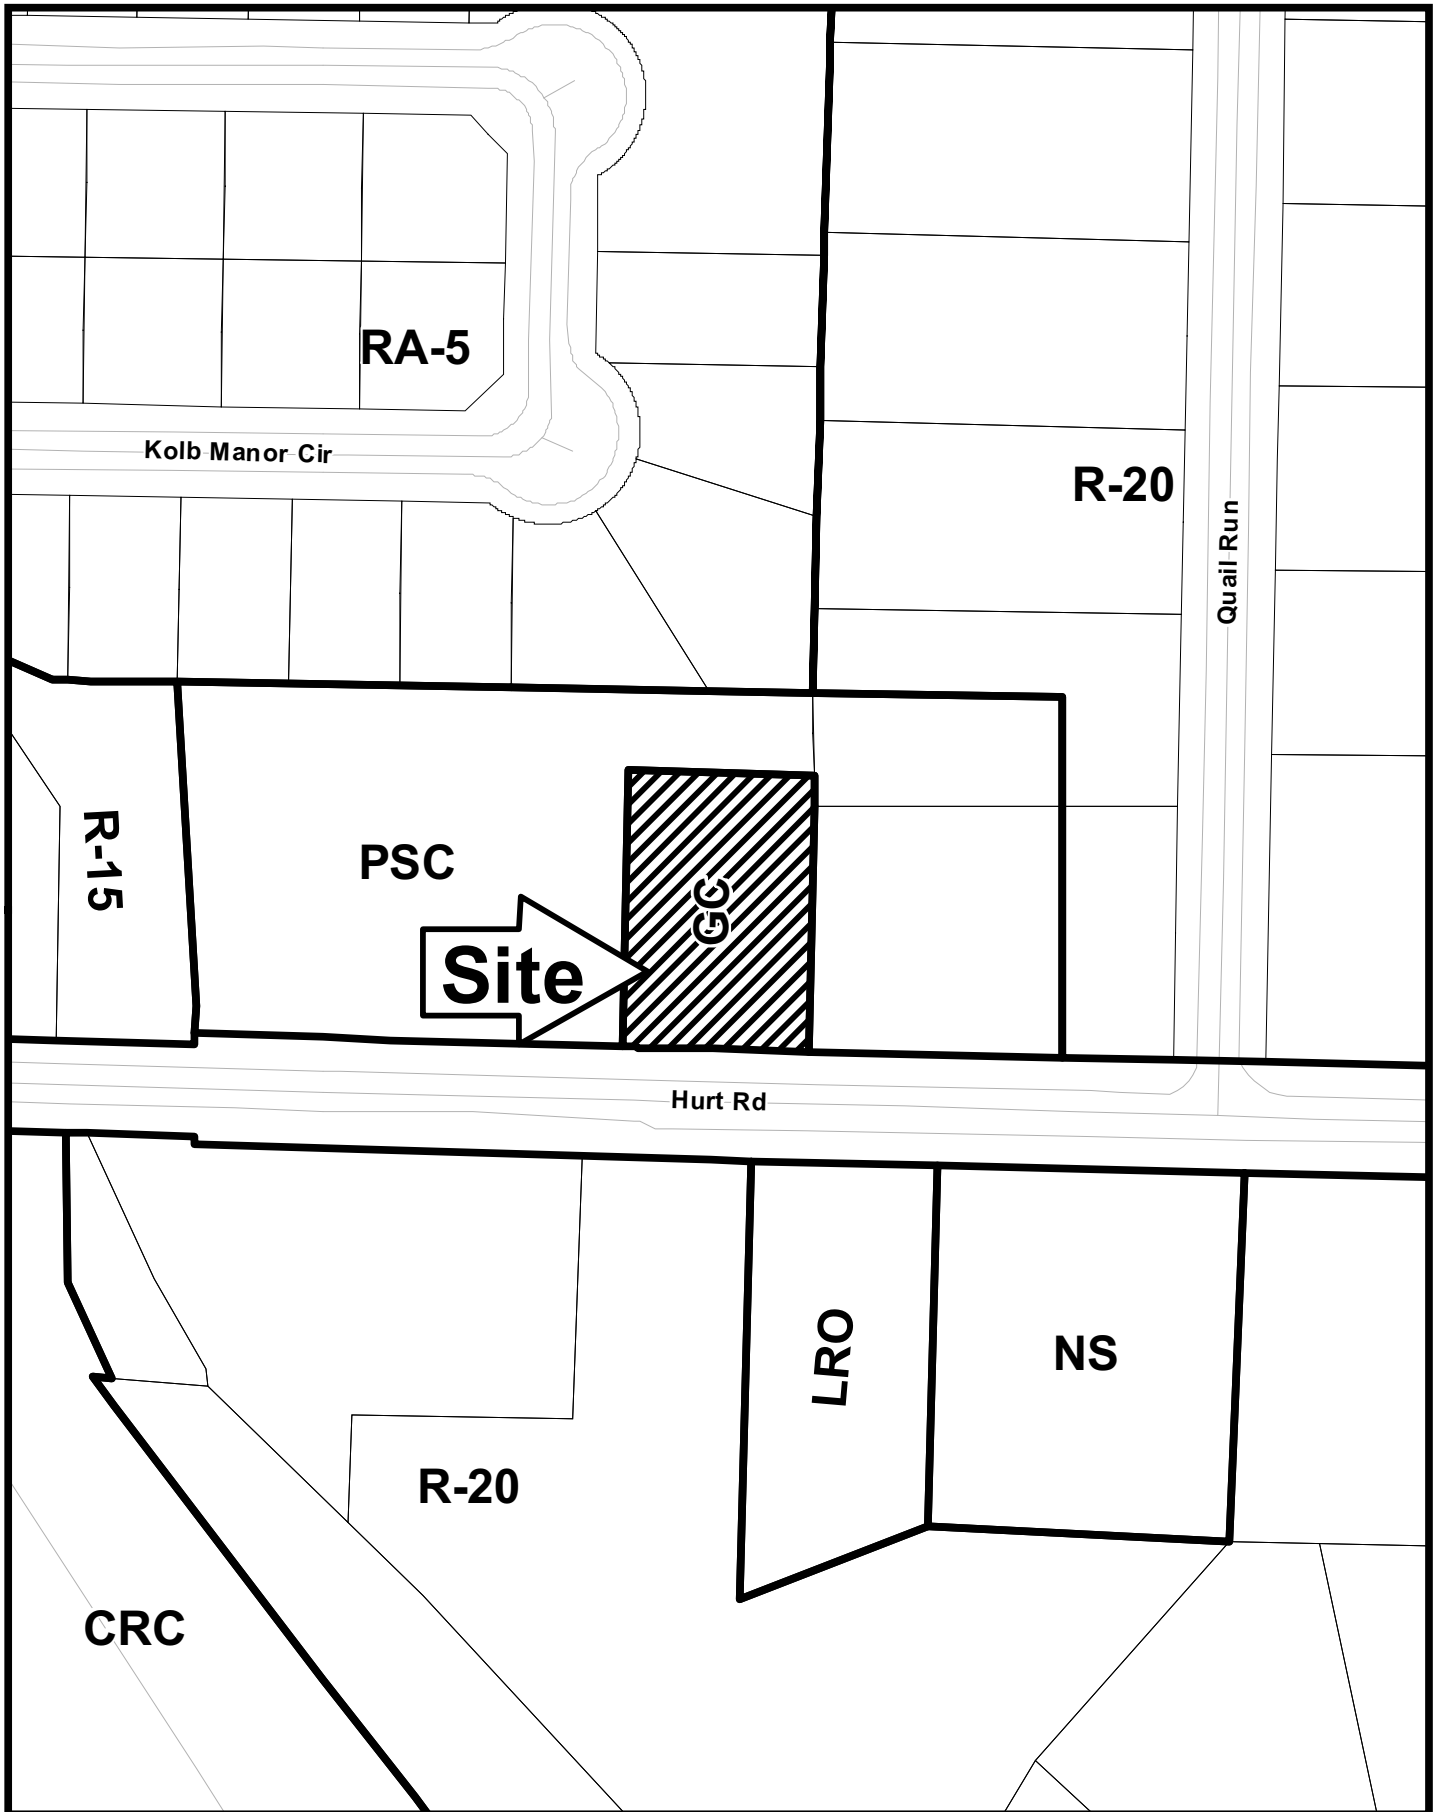 RA-5
Kolb Manor Cir
R-20
Quail Run
R-15
PSC
GC
Site
Hurt Rd
LRO
NS
R-20
CRC